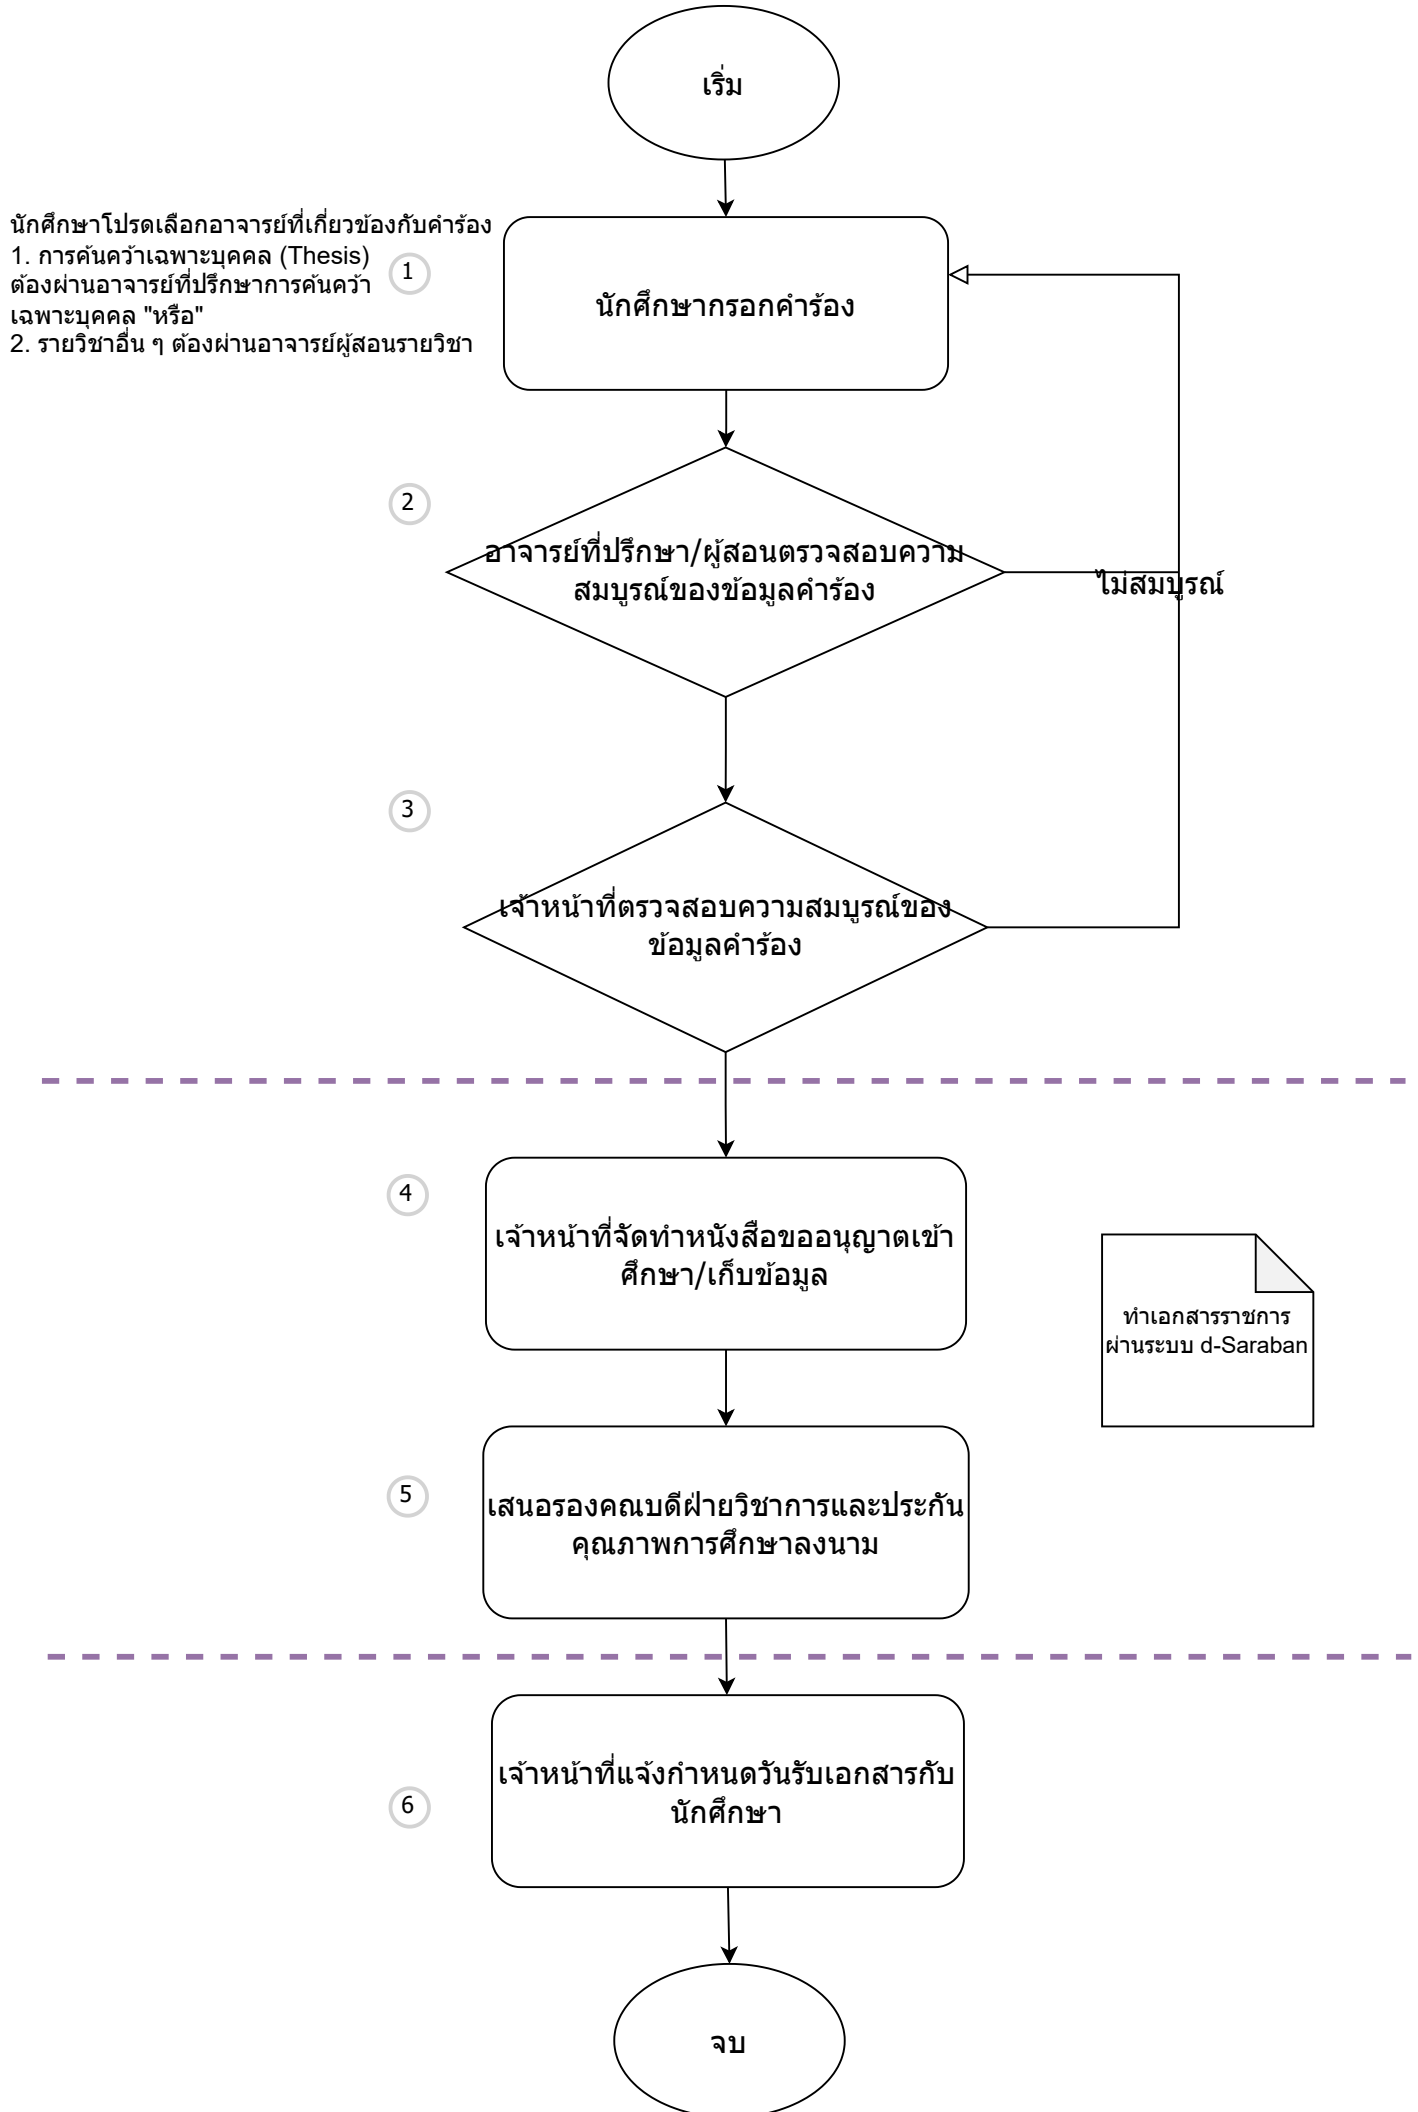 เริ่ม
นักศึกษาโปรดเลือกอาจารย์ที่เกี่ยวข้องกับคำร้อง
1. การค้นคว้าเฉพาะบุคคล (Thesis)
ต้องผ่านอาจารย์ที่ปรึกษาการค้นคว้า
เฉพาะบุคคล "หรือ"
2. รายวิชาอื่น ๆ ต้องผ่านอาจารย์ผู้สอนรายวิชา
1
นักศึกษากรอกคำร้อง
2
อาจารย์ที่ปรึกษา/ผู้สอนตรวจสอบความ
สมบูรณ์ของข้อมูลคำร้อง
ไม่สมบูรณ์
3
เจ้าหน้าที่ตรวจสอบความสมบูรณ์ของ
ข้อมูลคำร้อง
4
เจ้าหน้าที่จัดทำหนังสือขออนุญาตเข้า
ศึกษา/เก็บข้อมูล
ทำเอกสารราชการ
ผ่านระบบ d-Saraban
5
เสนอรองคณบดีฝ่ายวิชาการและประกัน
คุณภาพการศึกษาลงนาม
6
เจ้าหน้าที่แจ้งกำหนดวันรับเอกสารกับ
นักศึกษา
จบ